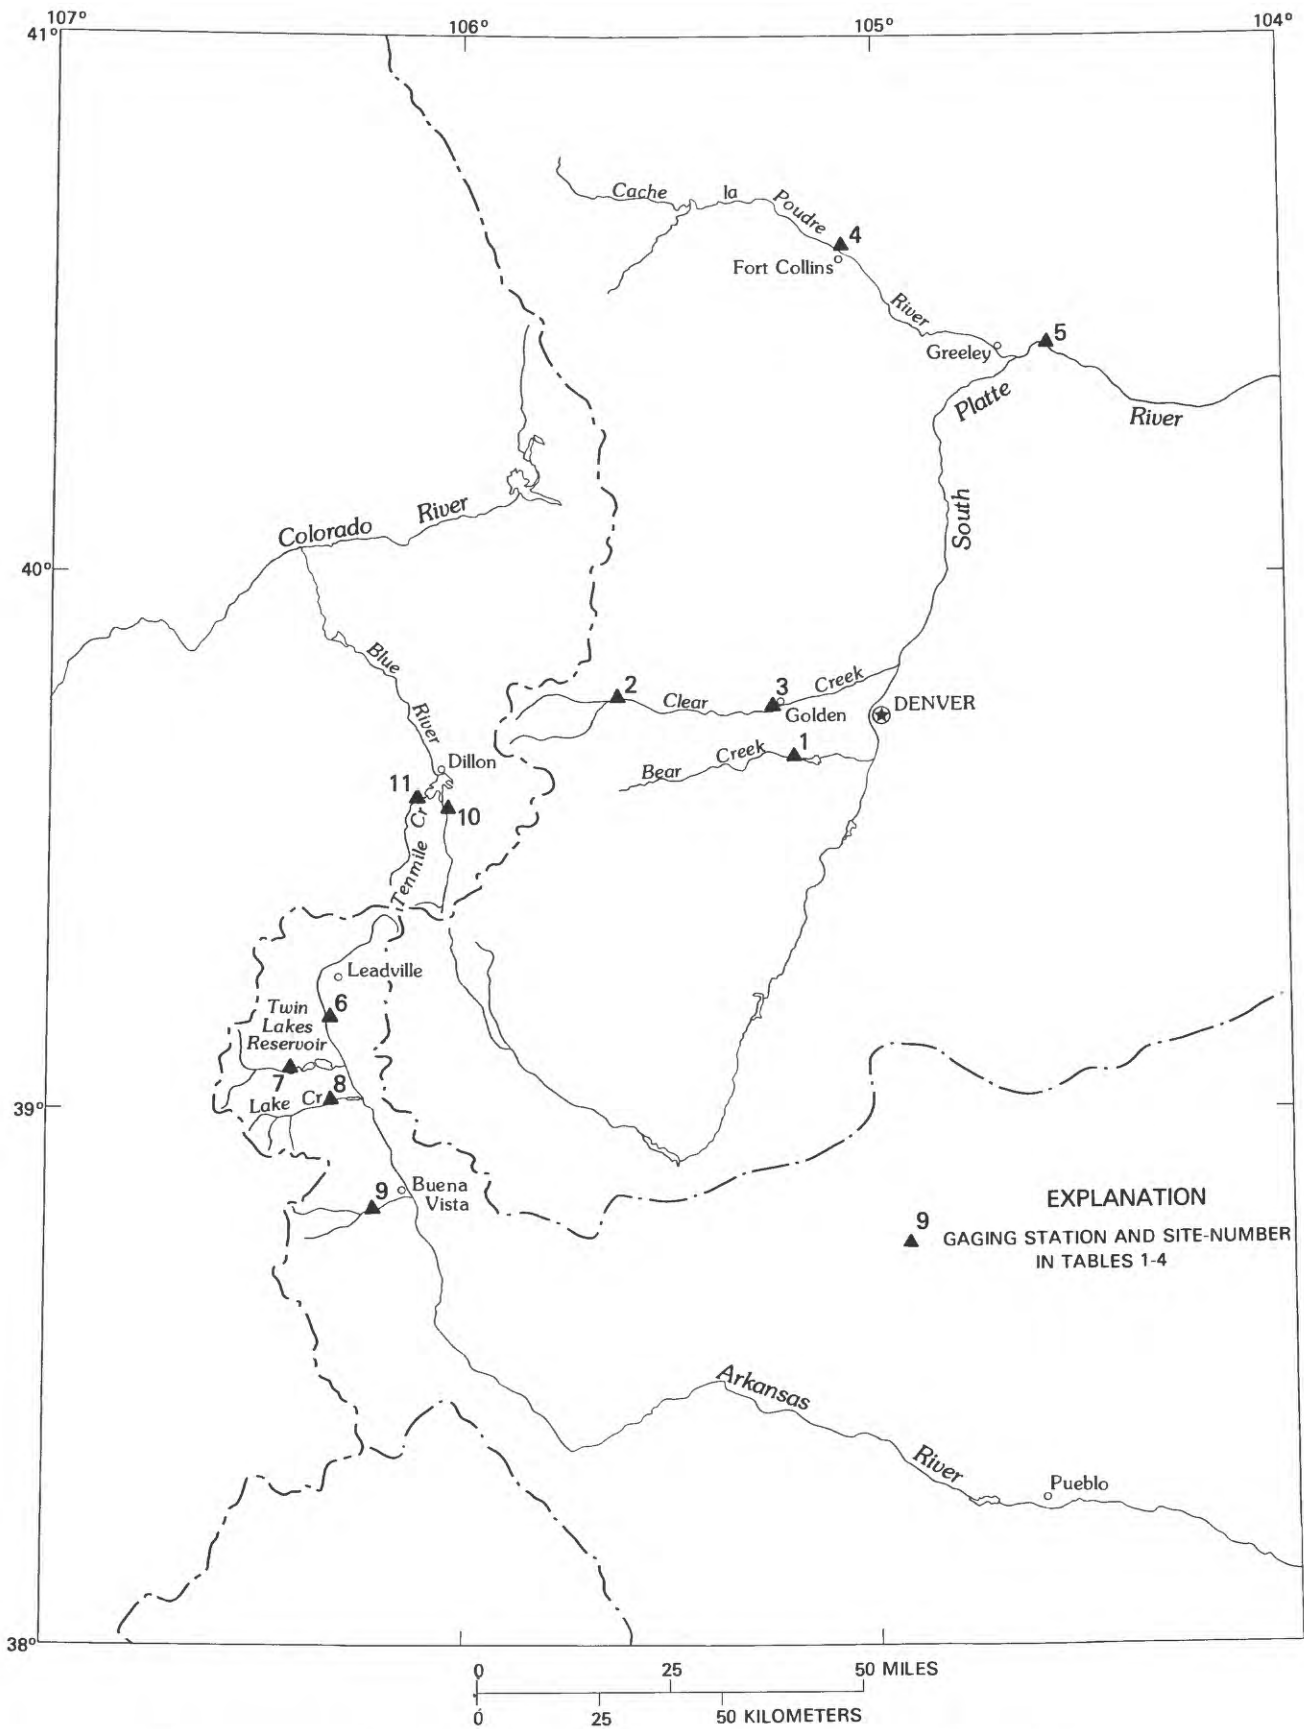 107°
106°
105°
104°
41°
Cache la Poudre
4
Fort Collins
River
5
Greeley
Platte
River
South
Colorado River
40°
Blue
River
2
Clear
3
Creek
Golden
DENVER
Bear
Creek
1
Dillon
11
10
Tenmile Cr
Leadville
6
Twin
Lakes
Reservoir
7
8
Lake Cr
39°
9
Buena
Vista
EXPLANATION
9
GAGING STATION AND SITE-NUMBER
IN TABLES 1-4
Arkansas
River
Pueblo
38°
0 25 50 MILES
0 25 50 KILOMETERS